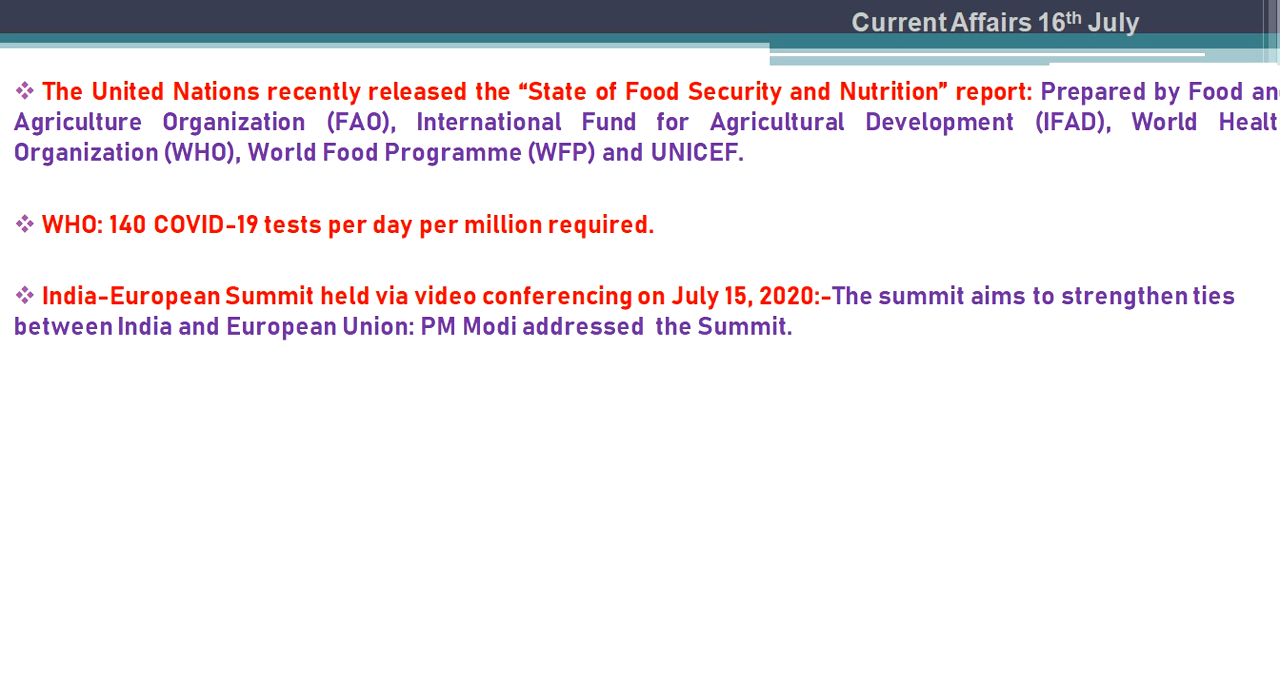 Current Affairs 16th July
❖ The United Nations recently released the “State of Food Security and Nutrition” report: Prepared by Food an
Agriculture Organization (FAO), International Fund for Agricultural Development (IFAD), World Healt
Organization (WHO), World Food Programme (WFP) and UNICEF.
❖ WHO: 140 COVID-19 tests per day per million required.
❖ India-European Summit held via video conferencing on July 15, 2020:-The summit aims to strengthen ties
between India and European Union: PM Modi addressed the Summit.